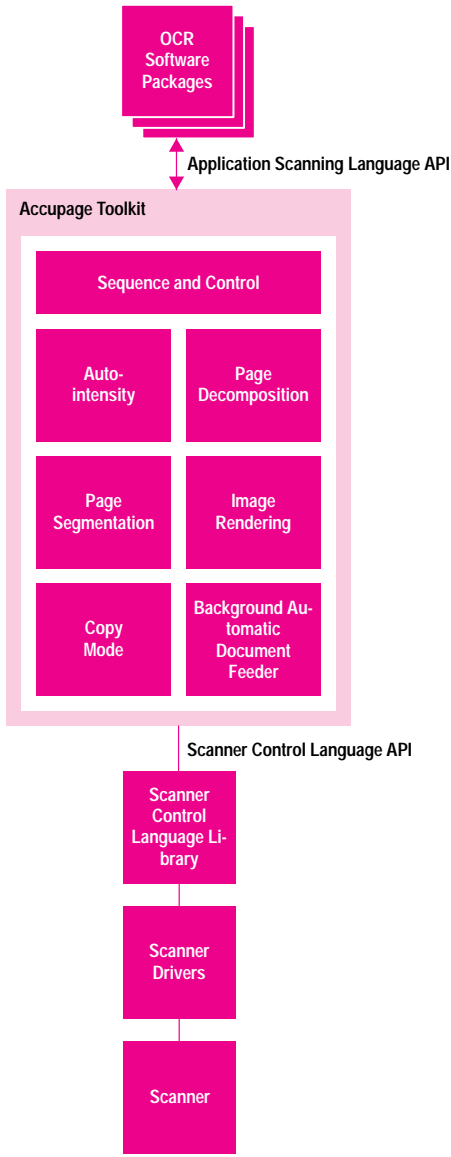 OCR
Software
Packages
Application Scanning Language API
Accupage Toolkit
Sequence and Control
Auto-
intensity
Page
Decomposition
Page
Segmentation
Image
Rendering
Copy
Mode
Background Au-
tomatic
Document
Feeder
Scanner Control Language API
Scanner
Control
Language Li-
brary
Scanner
Drivers
Scanner